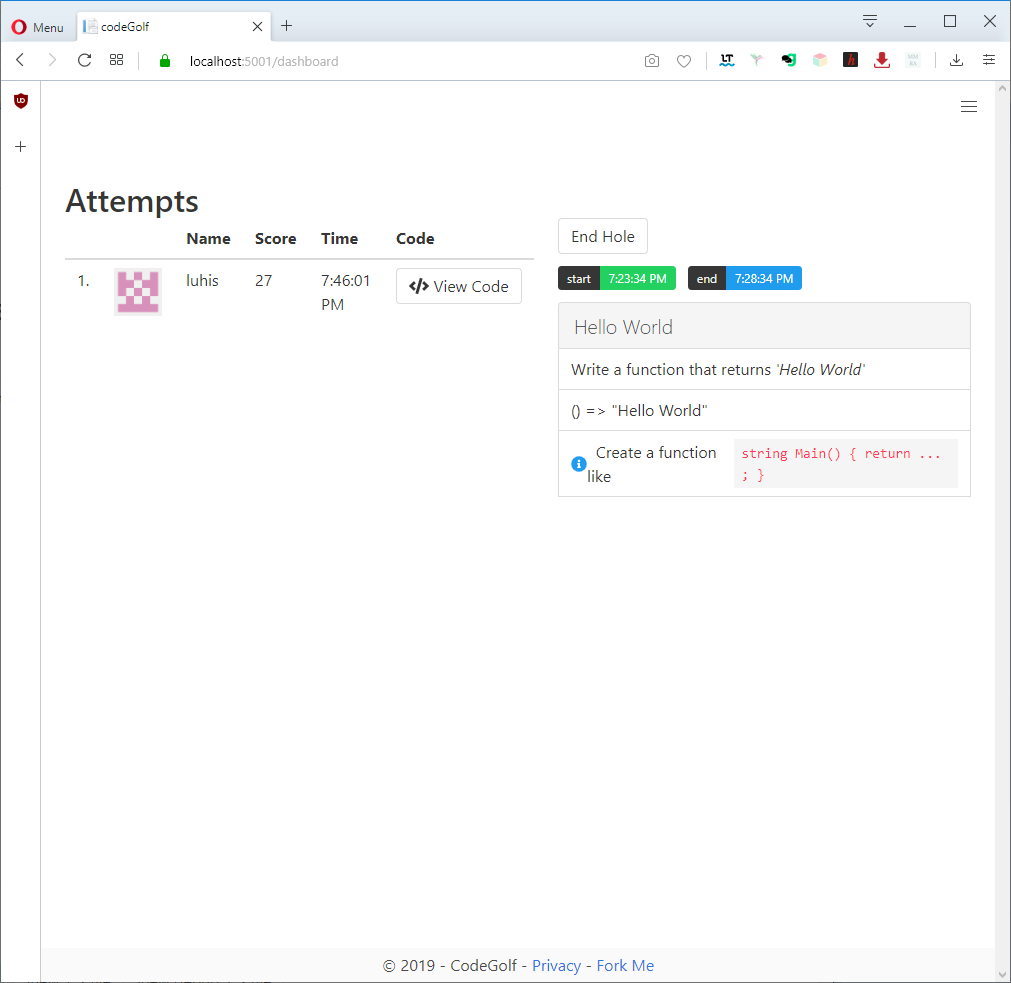 Menu
codeGolf
localhost:5001/dashboard
Attempts
Name Score Time Code
1. luhis 27 7:46:01 PM View Code
End Hole
start 7:23:34 PM end 7:28:34 PM
Hello World
Write a function that returns 'Hello World'
() => "Hello World"
Create a function like
string Main() { return ...
; }
© 2019 - CodeGolf - Privacy - Fork Me